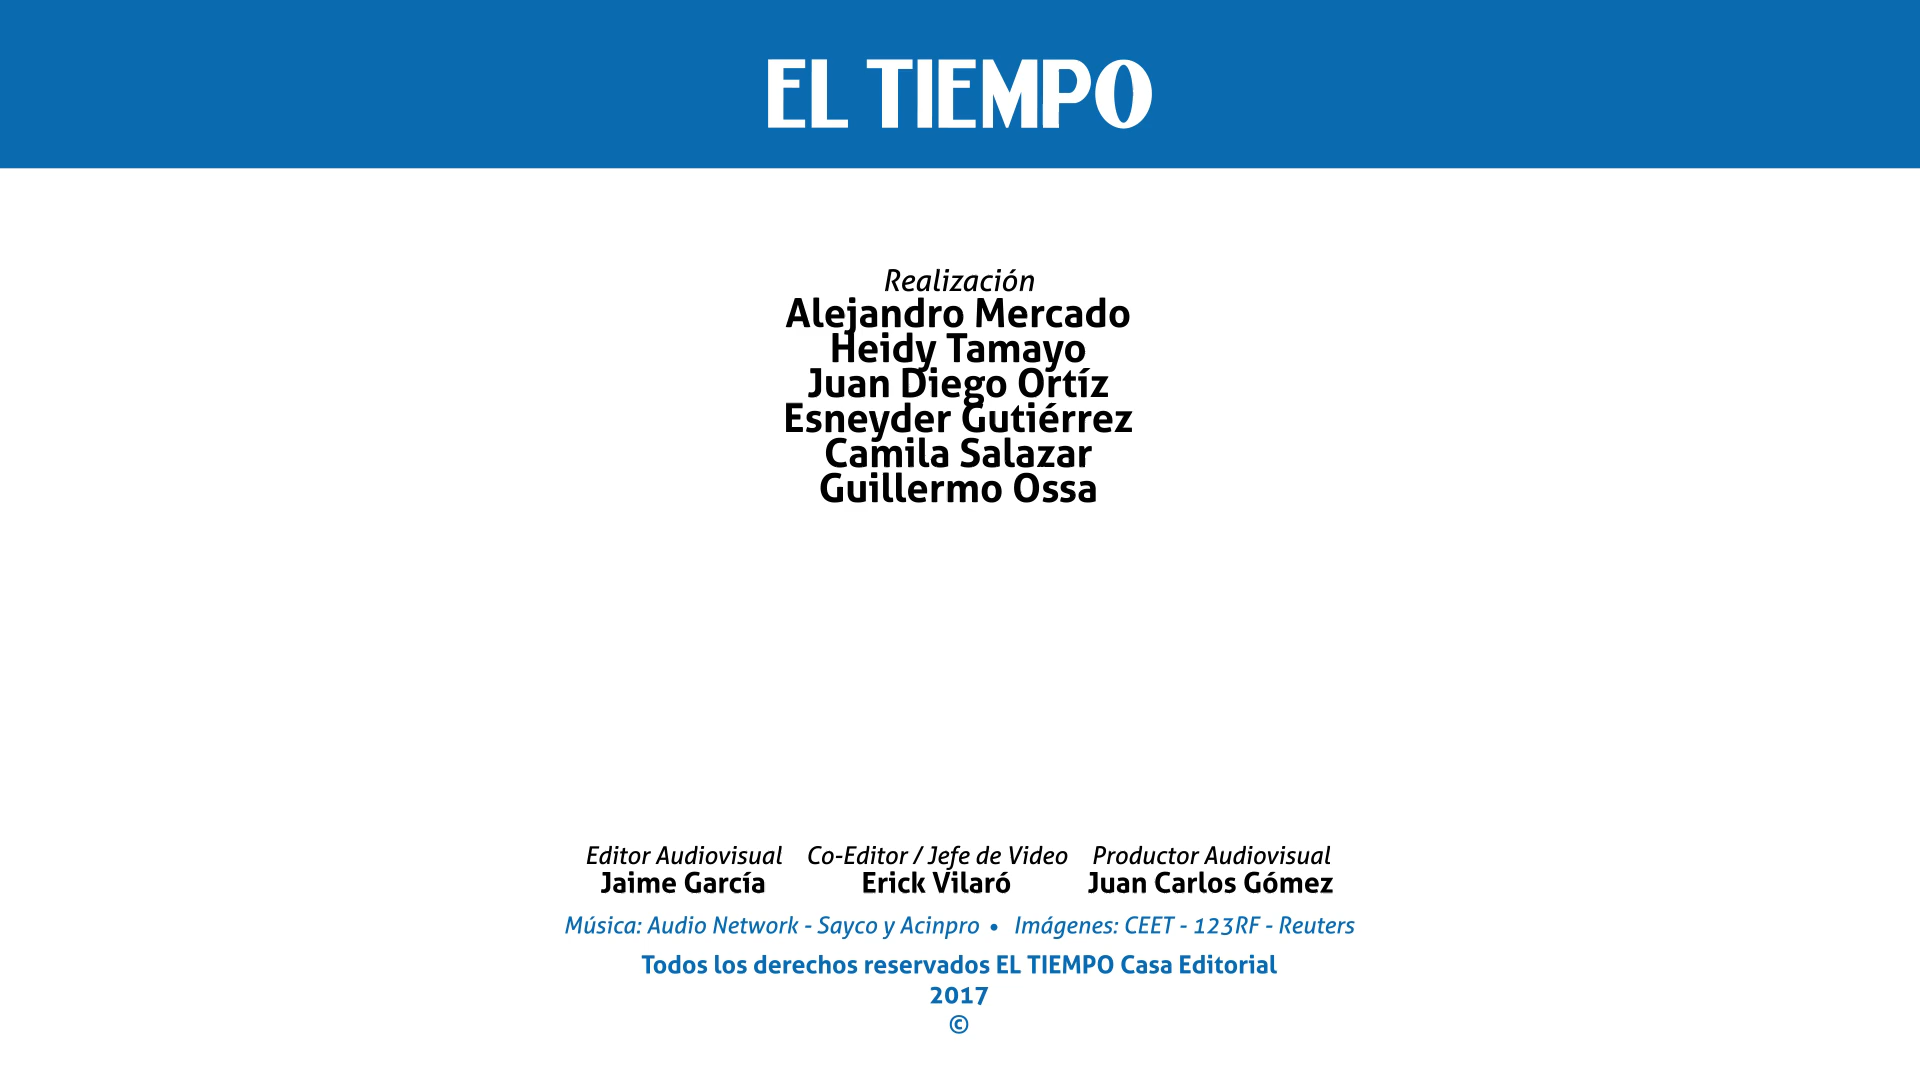 EL TIEMPO
Realización
Alejandro Mercado
Heidy Tamayo
Juan Diego Ortíz
Esneyder Gutiérrez
Camila Salazar
Guillermo Ossa
Editor Audiovisual Co-Editor / Jefe de Video Productor Audiovisual
Jaime García Erick Vilaró Juan Carlos Gómez
Música: Audio Network - Sayco y Acinpro • Imágenes: CEET - 123RF - Reuters
Todos los derechos reservados EL TIEMPO Casa Editorial
2017
©